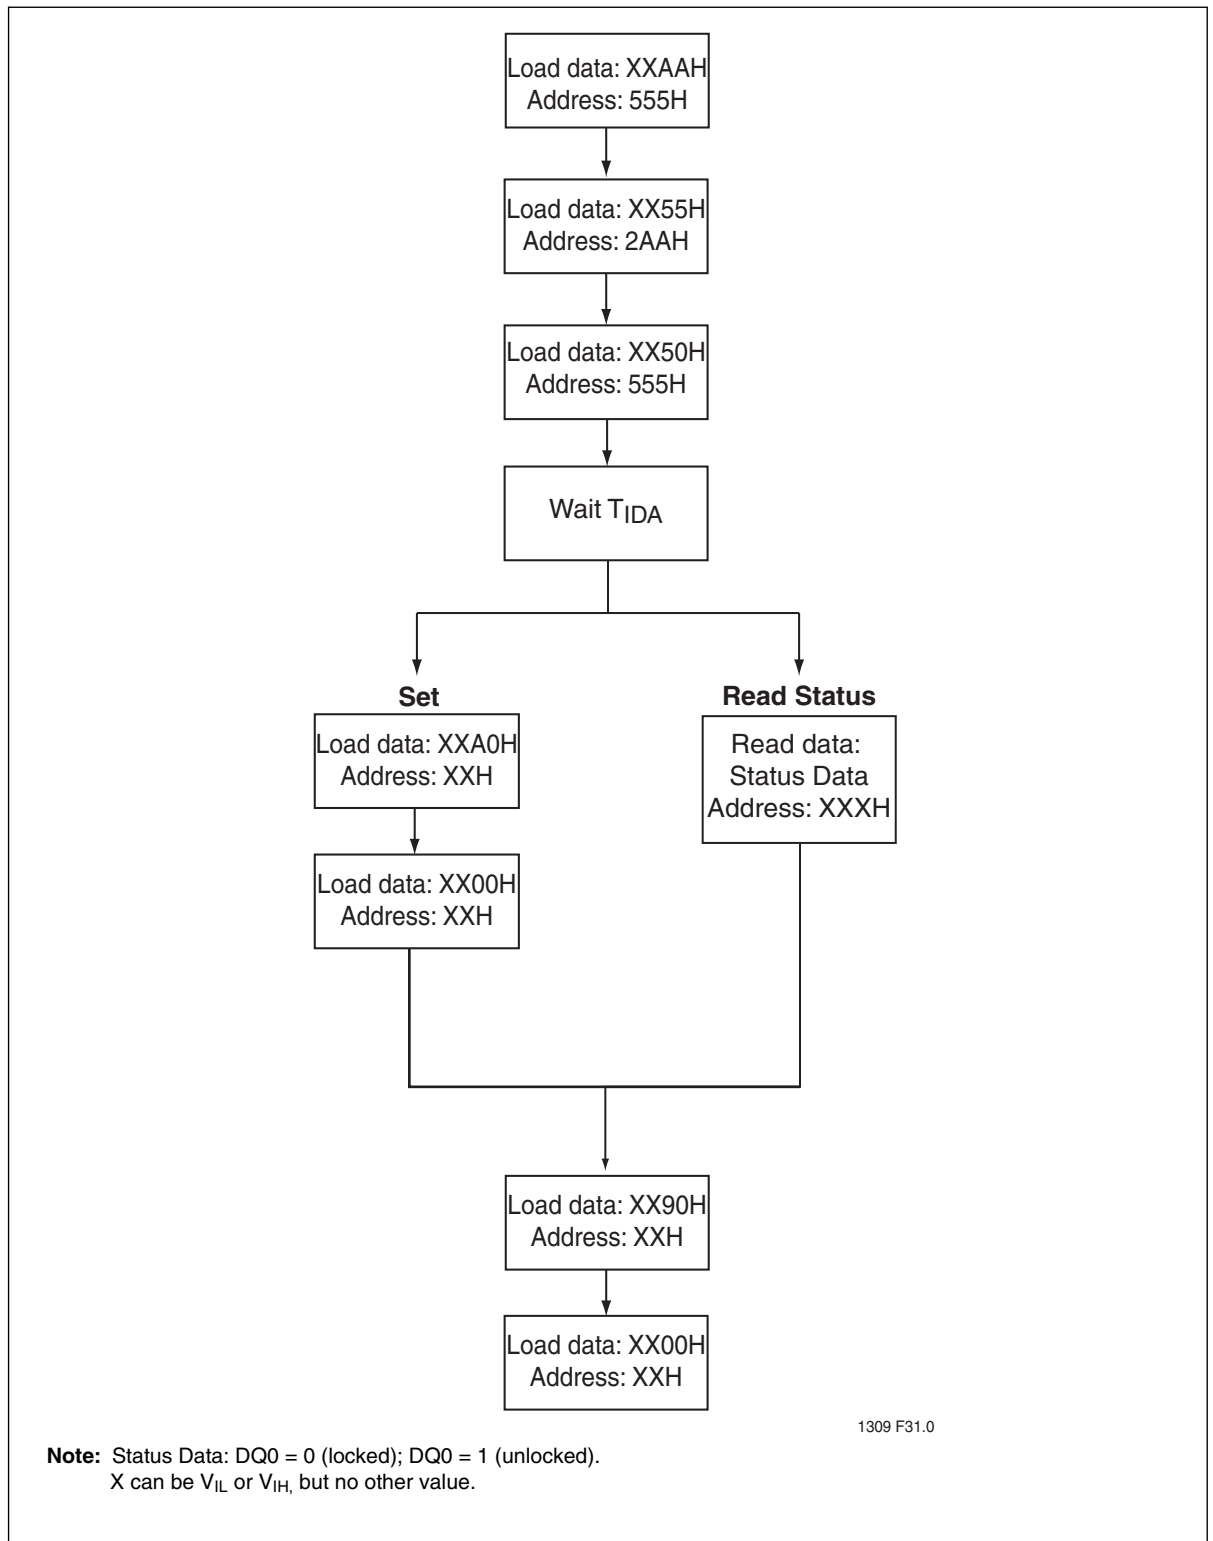 Load data: XXAAH
Address: 555H
Load data: XX55H
Address: 2AAH
Load data: XX50H
Address: 555H
Wait TIDA
Set
Load data: XXA0H
Address: XXH
Load data: XX00H
Address: XXH
Read Status
Read data:
Status Data
Address: XXXH
Load data: XX90H
Address: XXH
Load data: XX00H
Address: XXH
1309 F31.0
Note: Status Data: DQ0 = 0 (locked); DQ0 = 1 (unlocked).
X can be VIL or VIH, but no other value.